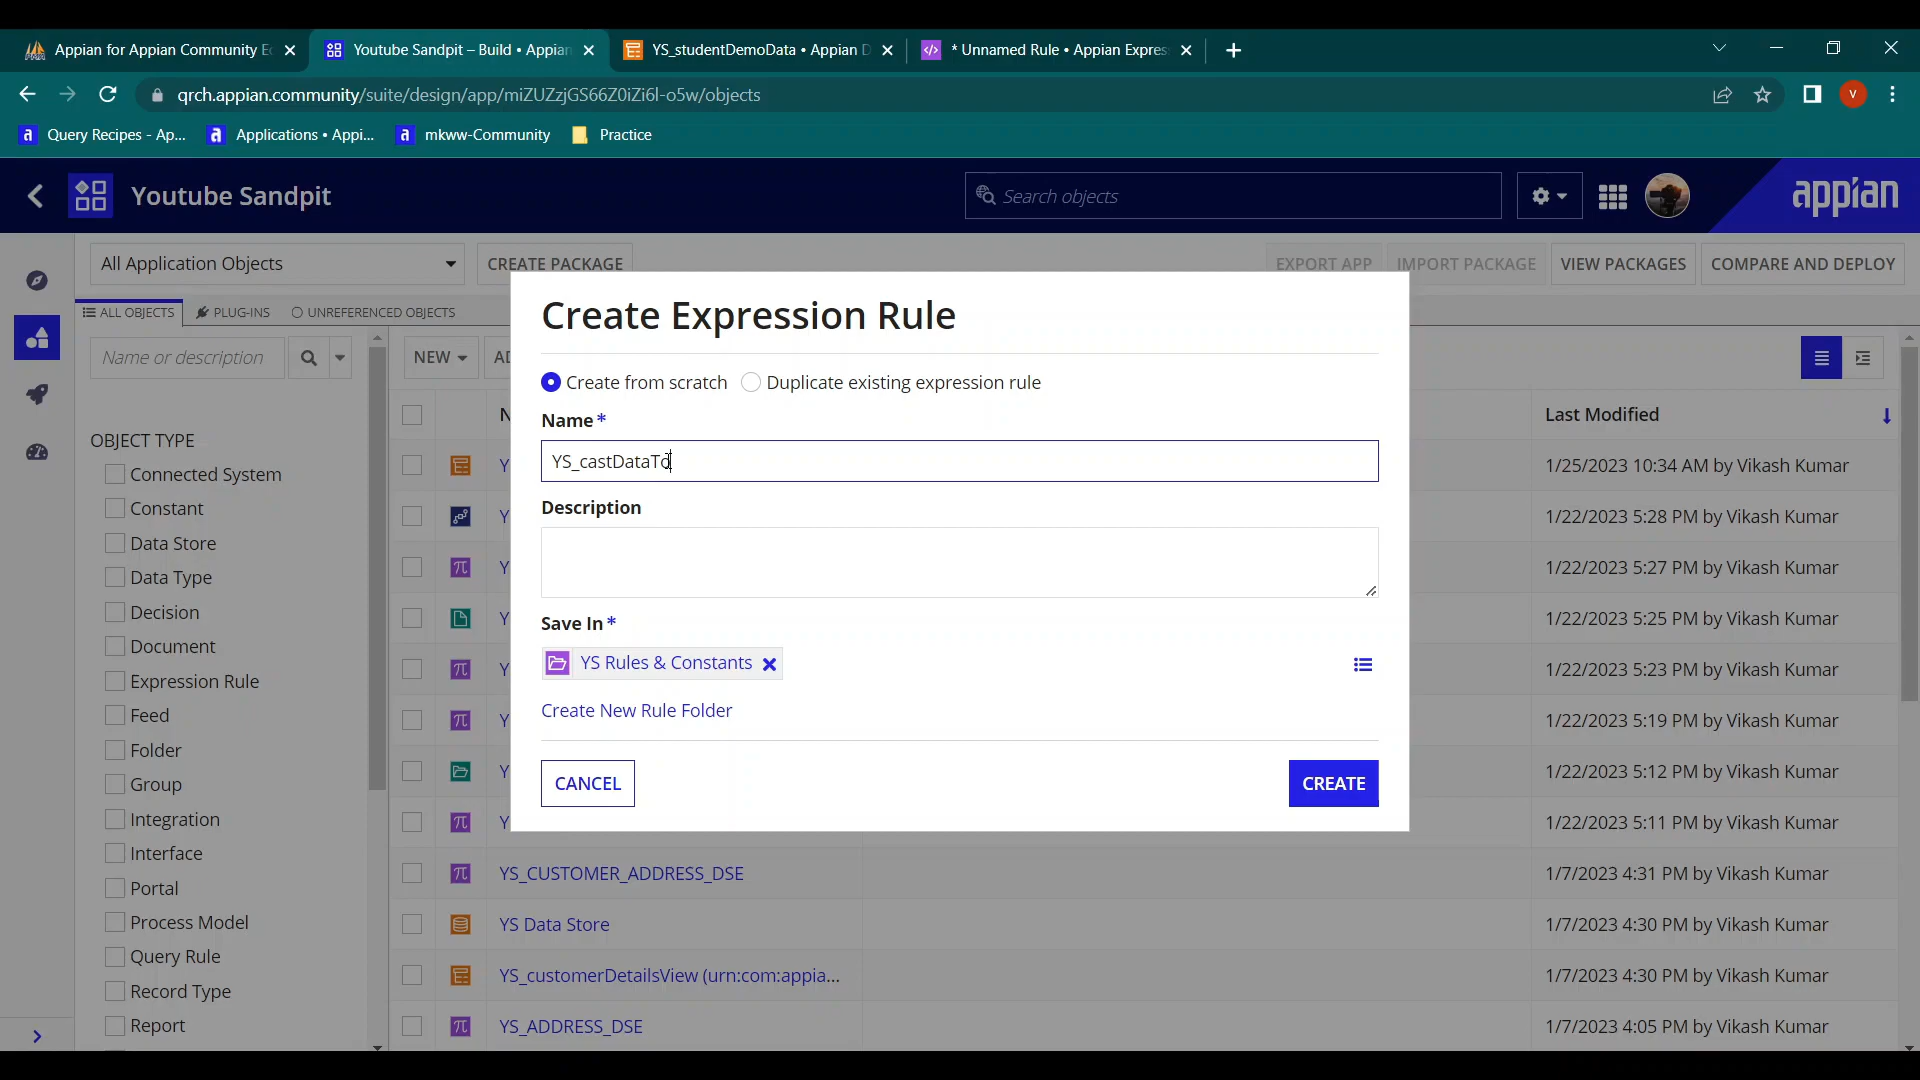 Appian for Appian Community E
Youtube Sandpit – Build • Appian
YS_studentDemoData • Appian D
* Unnamed Rule • Appian Expres
qrch.appian.community/suite/design/app/miZUZzjGS66Z0iZi6l-o5w/objects
V
Query Recipes - Ap...
Applications • Appi...
mkww-Community
Practice
Youtube Sandpit
Search objects
appian
All Application Objects
CREATE PACKAGE
EXPORT APP
IMPORT PACKAGE
VIEW PACKAGES
COMPARE AND DEPLOY
ALL OBJECTS
PLUG-INS
UNREFERENCED OBJECTS
Name or description
NEW
AD
OBJECT TYPE
Connected System
Constant
Data Store
Data Type
Decision
Document
Expression Rule
Feed
Folder
Group
Integration
Interface
Portal
Process Model
Query Rule
Record Type
Report
Create Expression Rule
Create from scratch
Duplicate existing expression rule
Name *
YS_castDataTo
Description
Save In *
YS Rules & Constants
Create New Rule Folder
CANCEL
CREATE
N
Last Modified
Y
1/25/2023 10:34 AM by Vikash Kumar
Y
1/22/2023 5:28 PM by Vikash Kumar
Y
1/22/2023 5:27 PM by Vikash Kumar
Y
1/22/2023 5:25 PM by Vikash Kumar
Y
1/22/2023 5:23 PM by Vikash Kumar
Y
1/22/2023 5:19 PM by Vikash Kumar
Y
1/22/2023 5:12 PM by Vikash Kumar
Y
1/22/2023 5:11 PM by Vikash Kumar
YS_CUSTOMER_ADDRESS_DSE
1/7/2023 4:31 PM by Vikash Kumar
YS Data Store
1/7/2023 4:30 PM by Vikash Kumar
YS_customerDetailsView (urn:com:appia...
1/7/2023 4:30 PM by Vikash Kumar
YS_ADDRESS_DSE
1/7/2023 4:05 PM by Vikash Kumar